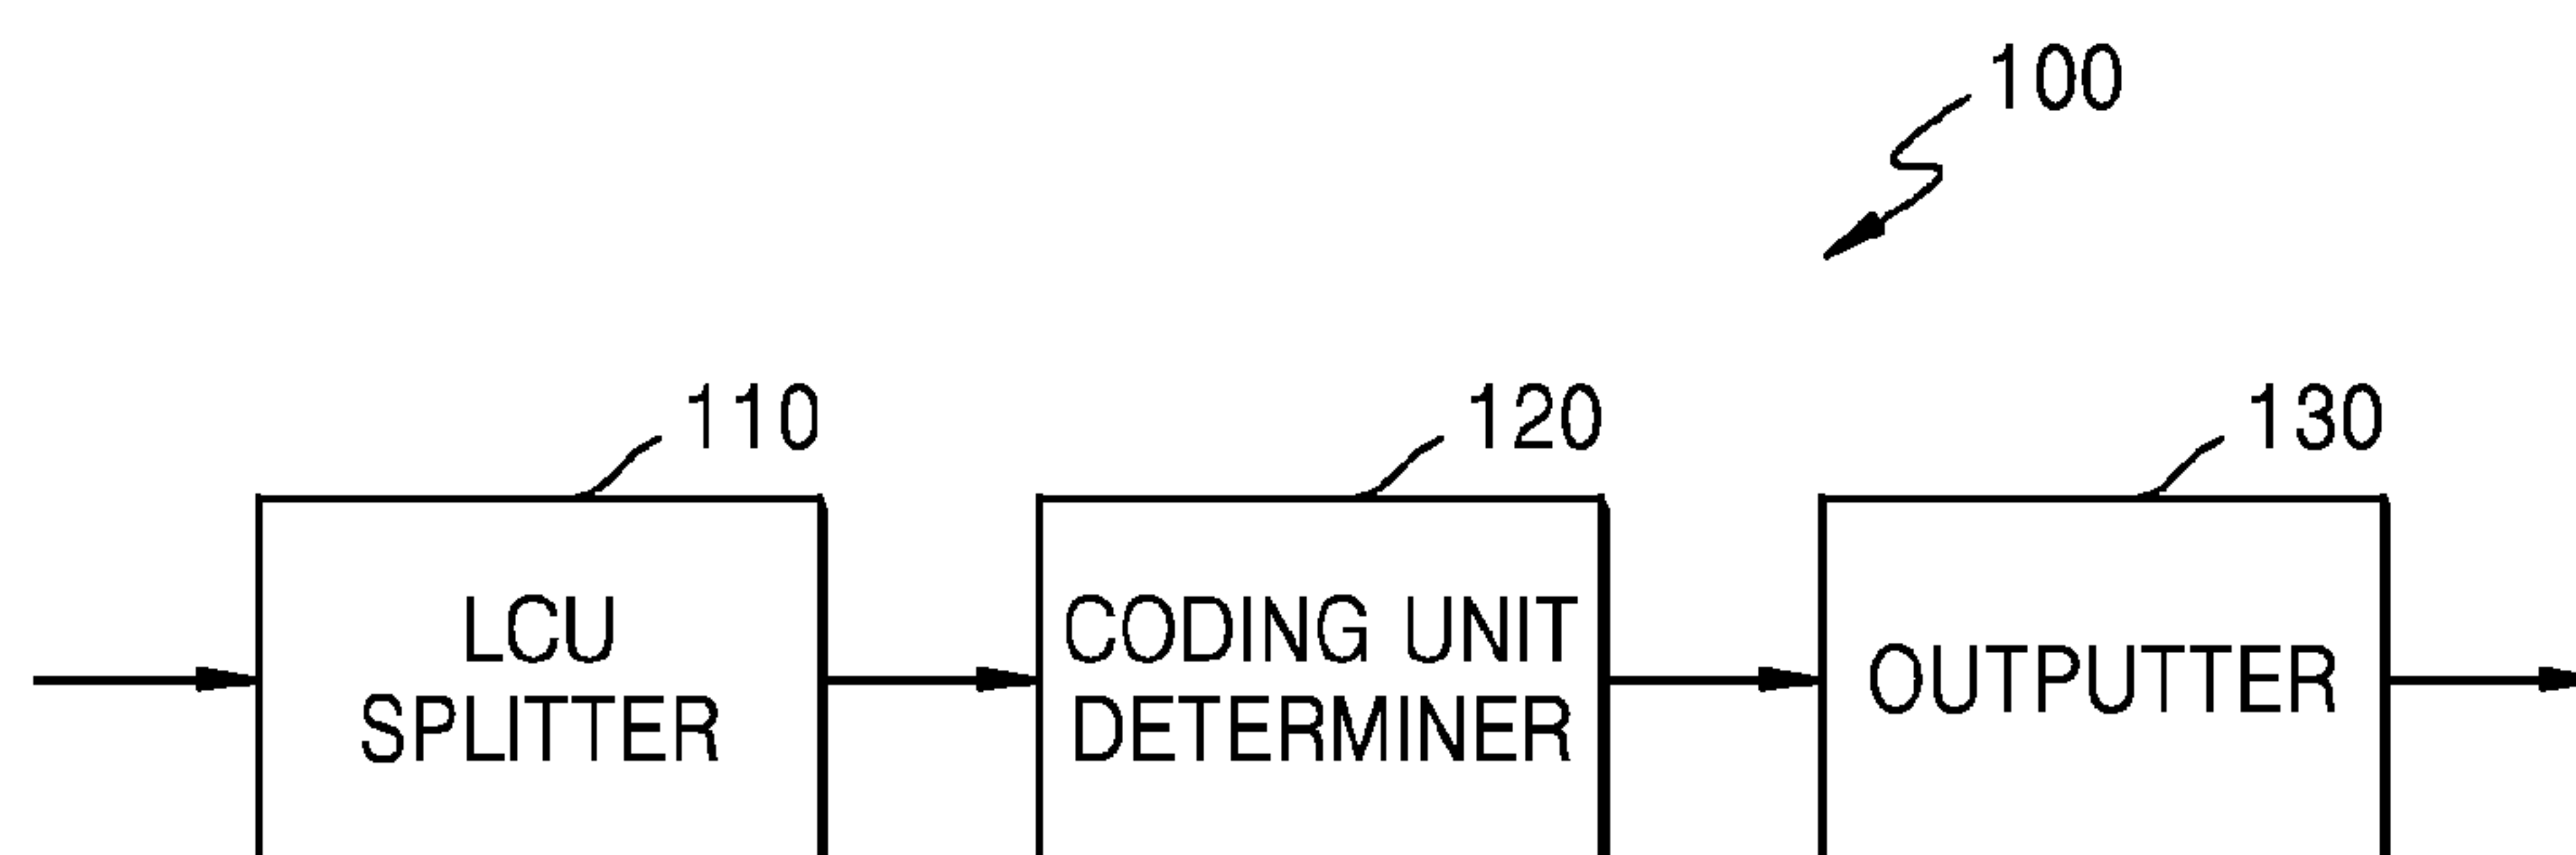 100
110
120
130
LCU
SPLITTER
CODING UNIT
DETERMINER
OUTPUTTER